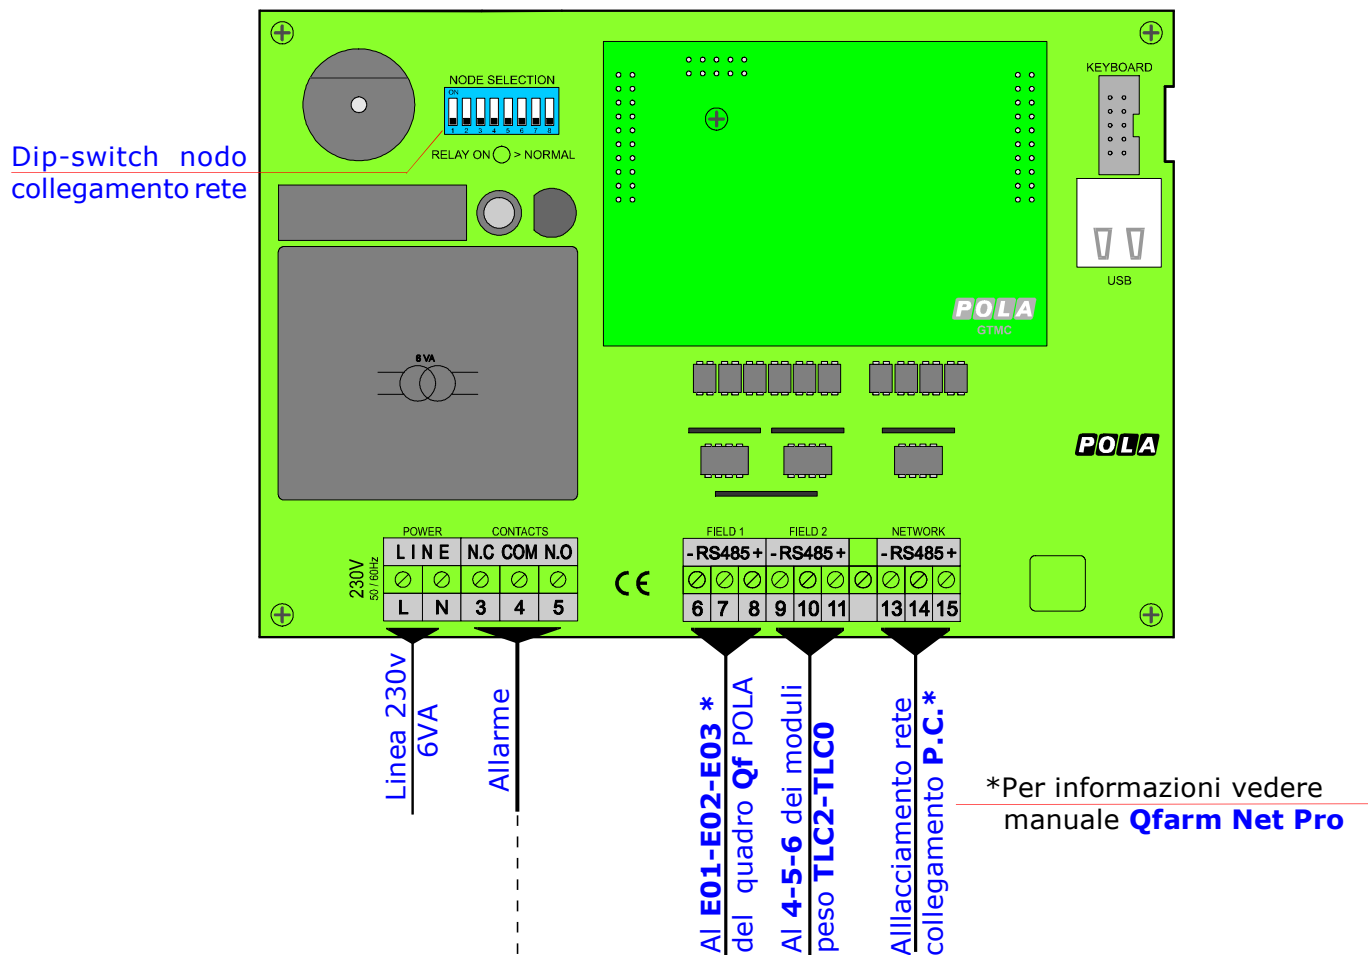 NODE SELECTION
ON
1 2 3 4 5 6 7 8
RELAY ON > NORMAL
KEYBOARD
USB
Dip-switch nodo
collegamento rete
POLA
GTMC
6 VA
POLA
POWER
CONTACTS
FIELD 1
FIELD 2
NETWORK
230V
50 / 60Hz
LINE
N.C COM N.O
- RS485 +
- RS485 +
- RS485 +
L N 3 4 5
CE
6 7 8 9 10 11 13 14 15
Linea 230v
6VA
Allarme
Al E01-E02-E03 *
del quadro Qf POLA
Al 4-5-6 dei moduli
peso TLC2-TLC0
Alllacciamento rete
collegamento P.C.*
*Per informazioni vedere
manuale Qfarm Net Pro